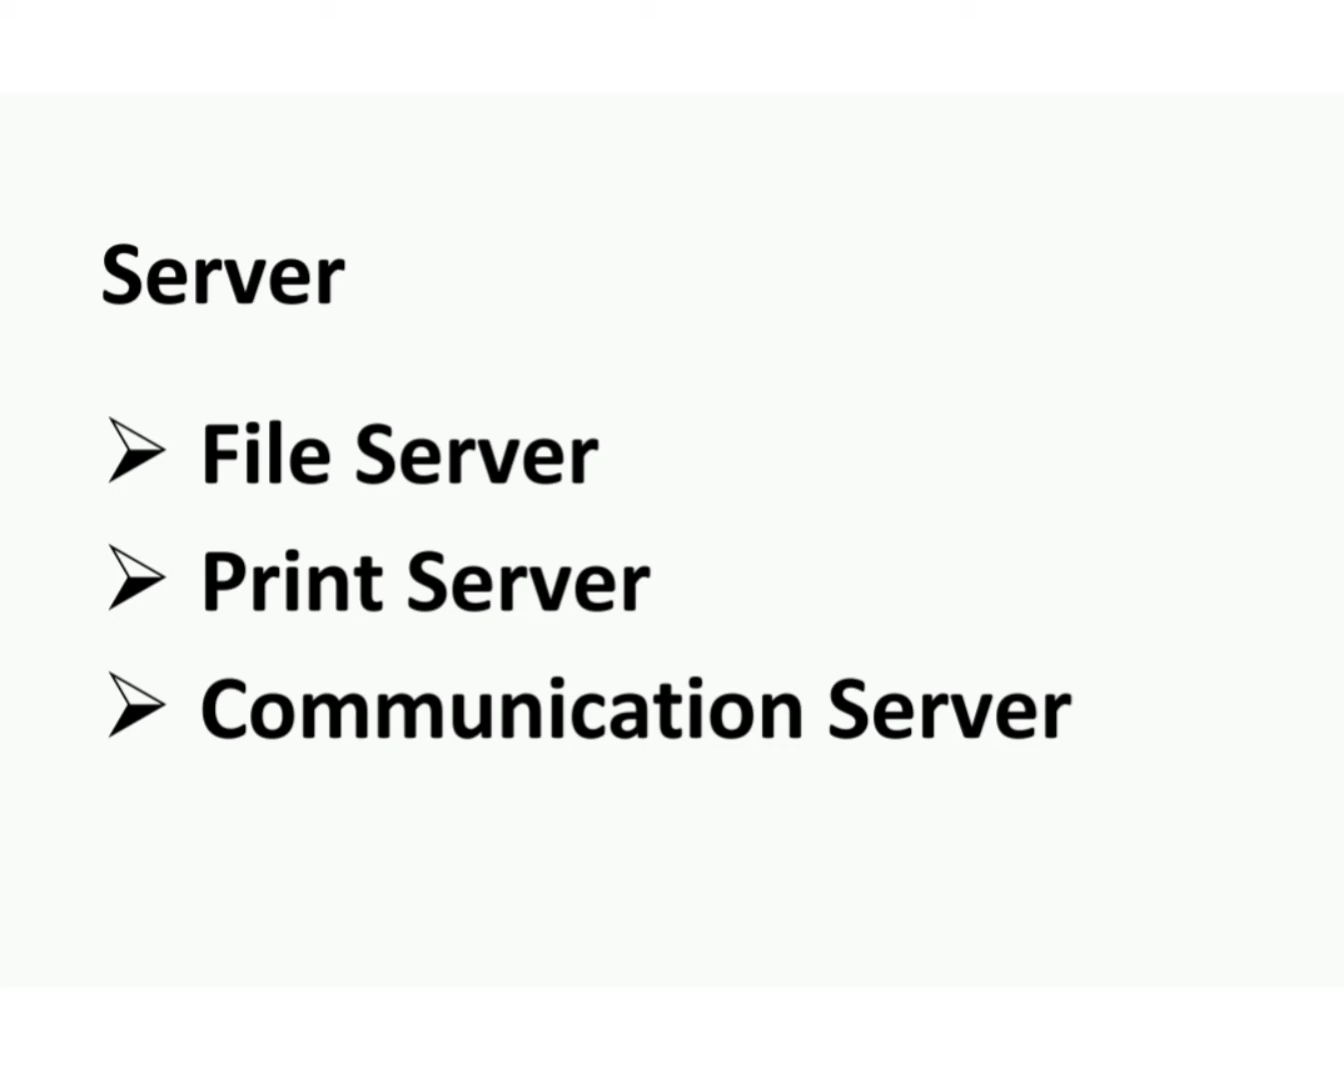 Server
➢ File Server
➢ Print Server
➢ Communication Server